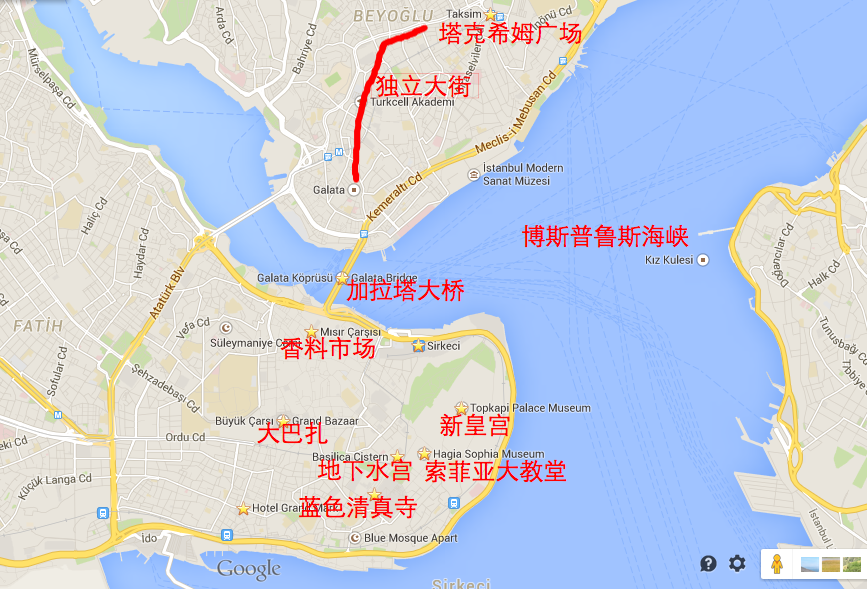 BEYOĞLU
Taksim
塔克希姆广场
Arda Cd
Bahriye Cd
Mürselpaşa Cd
独立大街
Turkcell Akademi
Meclis-i Mebusan Cd
Galata
İstanbul Modern
Sanat Müzesi
Kemeraltı Cd
Haliç Cd
Haydar Cd
博斯普鲁斯海峡
Kız Kulesi
Doğancılar Cd
Halk Cd
Galata Köprüsü
Galata Bridge
加拉塔大桥
Atatürk Blv
FATİH
Vefa Cd
Mısır Çarşısı
Süleymaniye
香料市场
Sirkeci
Sofular Cd
Şehzadebaşı Cd
Topkapi Palace Museum
新皇宫
Büyük Çarşı
Grand Bazaar
大巴扎
Ordu Cd
Basilica Cistern
Hagia Sophia Museum
地下水宫
索菲亚大教堂
Küçük Langa Cd
蓝色清真寺
Hotel Grand
İdo
Blue Mosque Apart
Google
Sirkeci